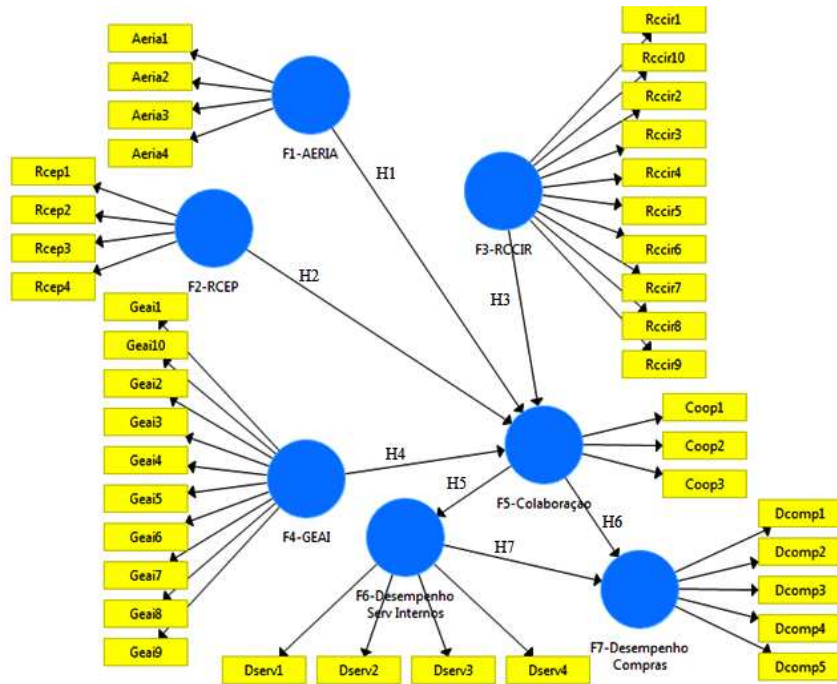 Aeria1
Aeria2
Aeria3
Aeria4
F1-AERIA
H1
Rccir1
Rccir10
Rccir2
Rccir3
Rccir4
Rccir5
Rccir6
Rccir7
Rccir8
Rccir9
F3-RCCIR
H3
Rcep1
Rcep2
Rcep3
Rcep4
F2-RCEP
H2
Geai1
Geai10
Geai2
Geai3
Geai4
Geai5
Geai6
Geai7
Geai8
Geai9
F4-GEAI
H4
Coop1
Coop2
Coop3
F5-Colaboraçao
H5
H6
F6-Desempenho
Serv Internos
H7
Dserv1
Dserv2
Dserv3
Dserv4
Dcomp1
Dcomp2
Dcomp3
Dcomp4
Dcomp5
F7-Desempenho
Compras